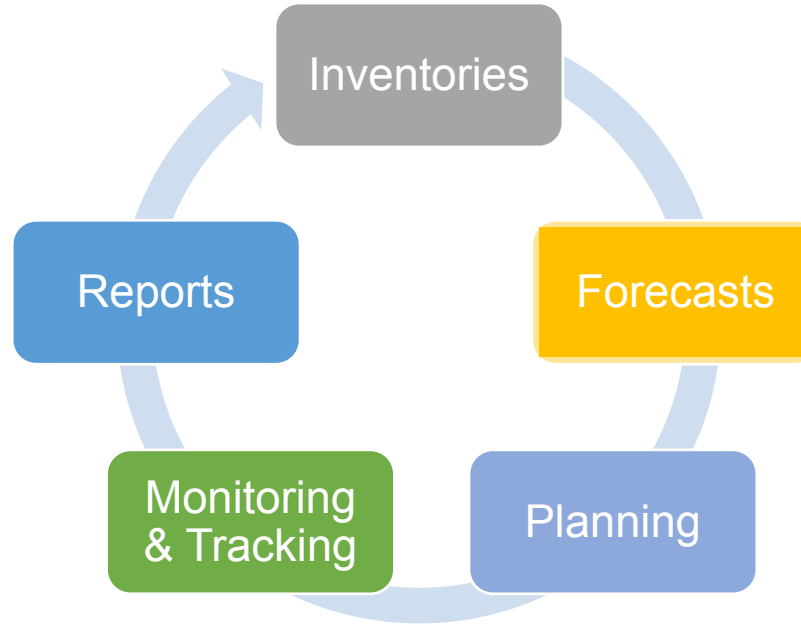 Inventories
Forecasts
Planning
Monitoring
& Tracking
Reports